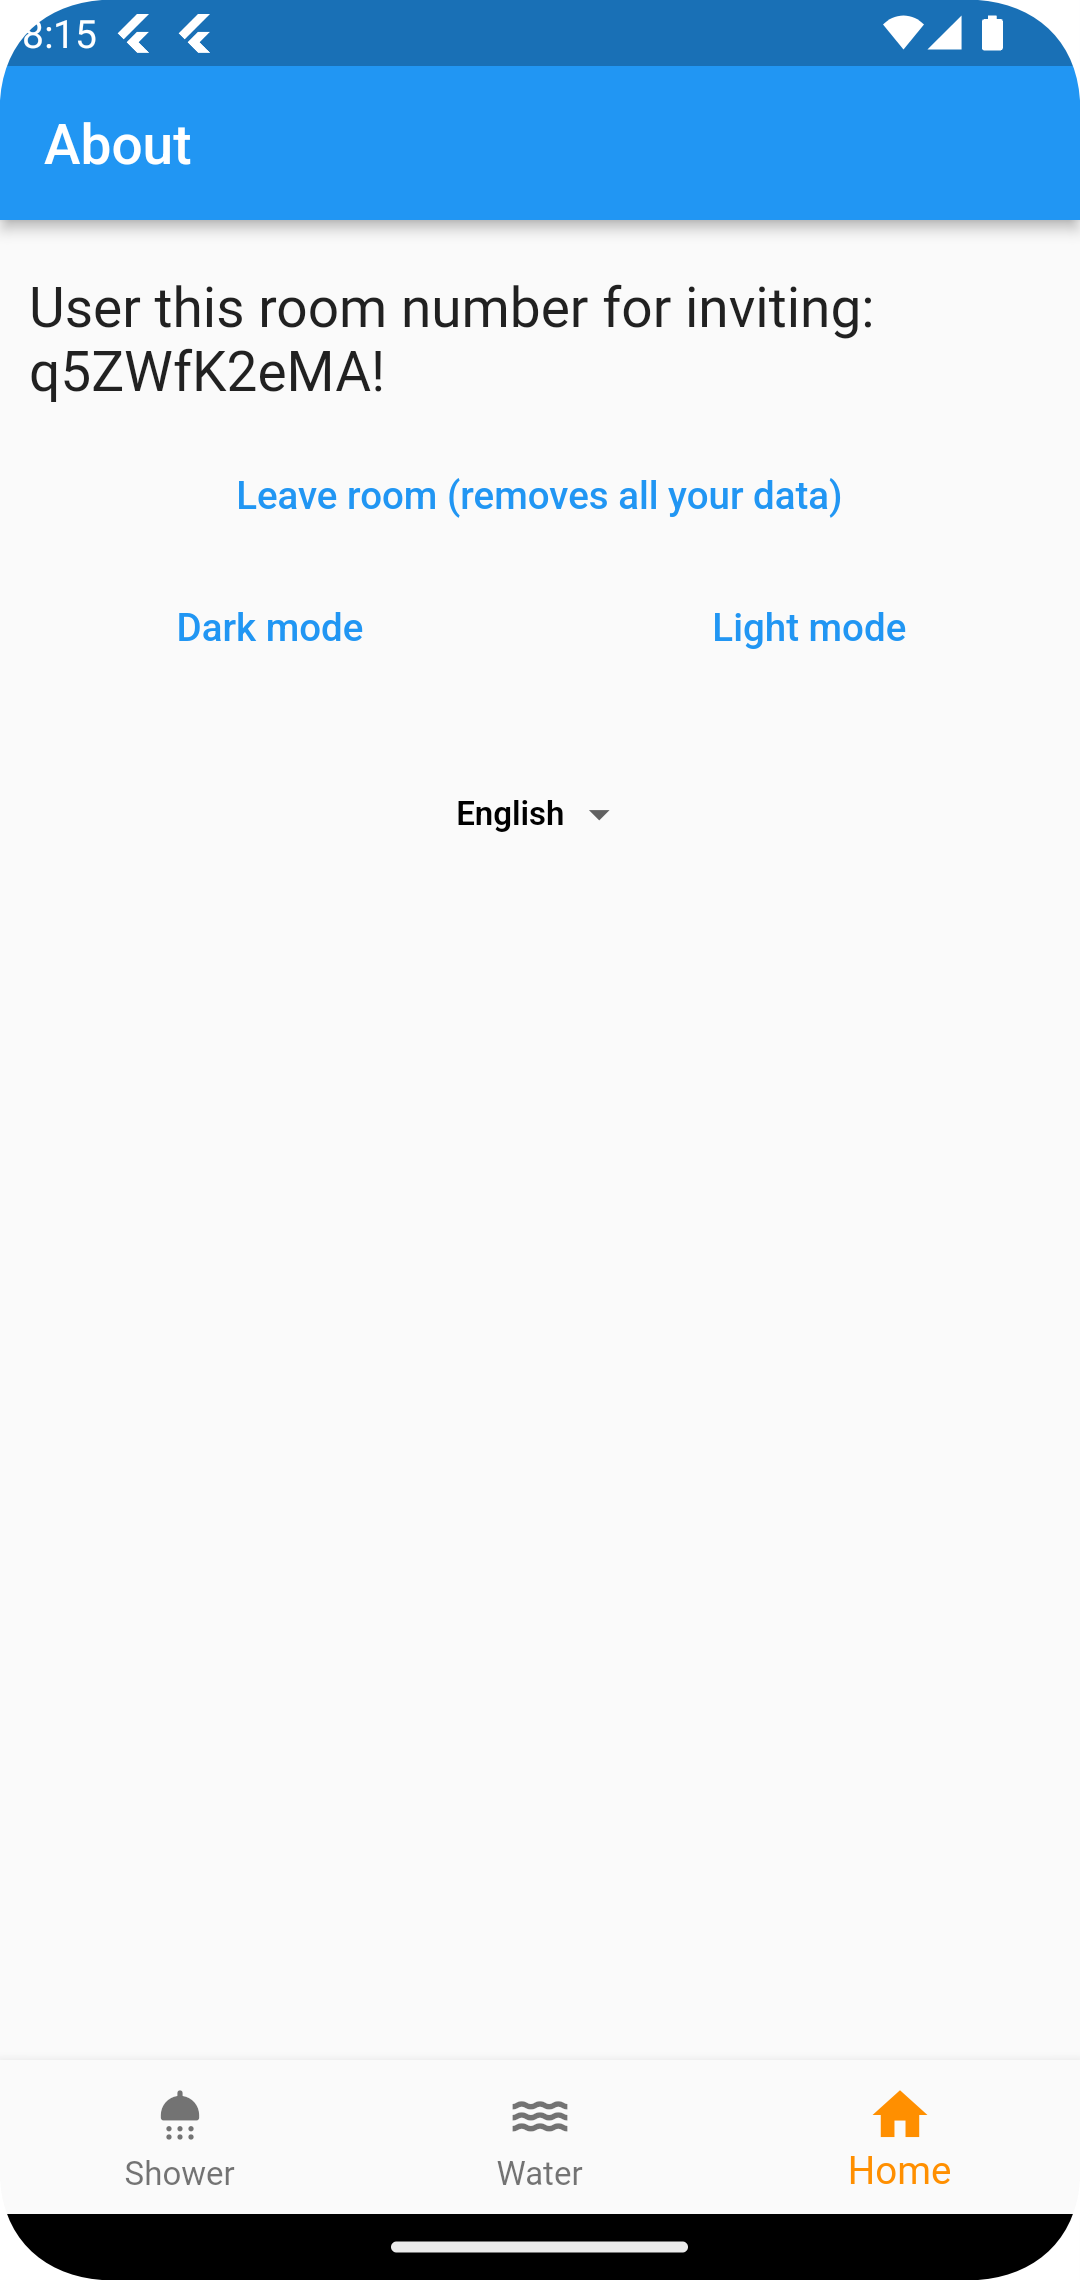 8:15
About
User this room number for inviting:
q5ZWfK2eMA!
Leave room (removes all your data)
Dark mode
Light mode
English
Shower
Water
Home